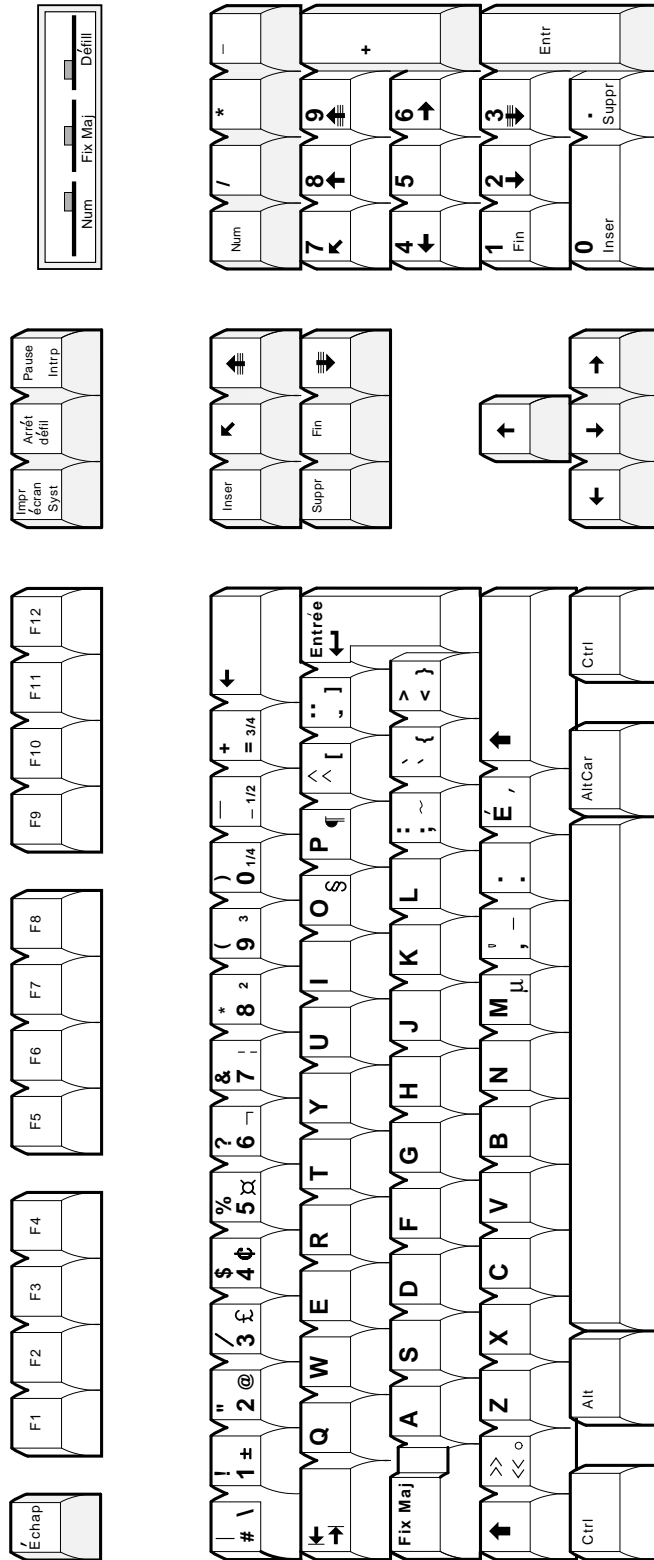 Échap F1 F2 F3 F4 F5 F6 F7 F8 F9 F10 F11 F12
Impr
écran
Syst
Arrét
défil
Pause
Intrp
Num Fix Maj Défill
| ! " / $ % ? & * ( ) _ +
# \ 1 ± 2 @ 3 £ 4 ¢ 5 ¤ 6 ¬ 7 ¦ 8 2 9 3 0 1/4 – 1/2 = 3/4 ←
Inser ↖
Num / * –
Q W E R T Y U I O § P ¶ ^ ^ [ ¨ ¸ ] Entrée
Suppr Fin
7 8 9 +
Fix Maj A S D F G H J K L : ; ~ ` { > < }
4 5 6
>>
<< ° Z X C V B N M µ ' , – . . É ´
↑
1 Fin 2 3 Entr
Ctrl Alt AltCar Ctrl
← ↓ →
0 Inser . Suppr